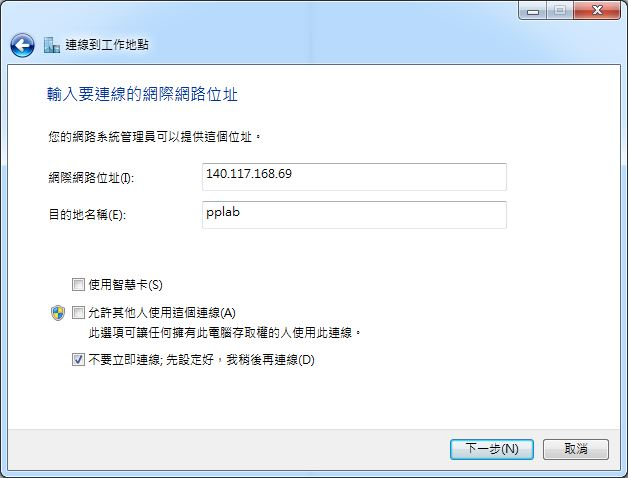 連線到工作地點
輸入要連線的網際網路位址
您的網路系統管理員可以提供這個位址。
網際網路位址(I):
140.117.168.69
目的地名稱(E):
pplab
使用智慧卡(S)
允許其他人使用這個連線(A)
此選項可讓任何擁有此電腦存取權的人使用此連線。
不要立即連線; 先設定好，我稍後再連線(D)
下一步(N)
取消